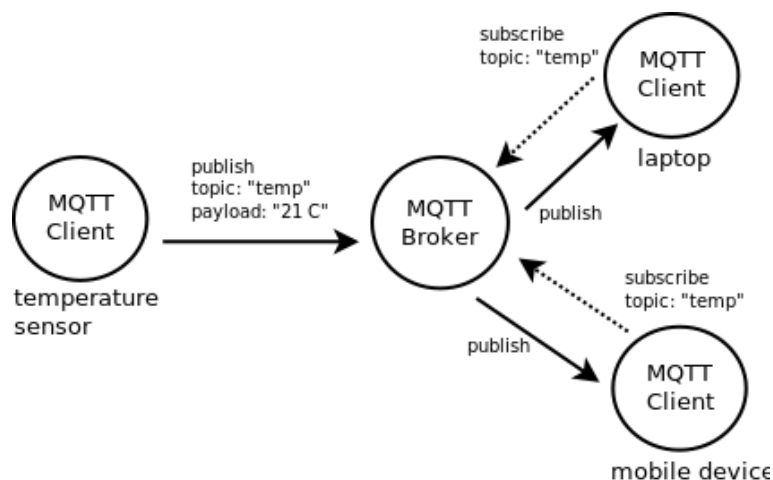 MQTT
Client
temperature
sensor
publish
topic: "temp"
payload: "21 C"
MQTT
Broker
subscribe
topic: "temp"
MQTT
Client
laptop
publish
subscribe
topic: "temp"
publish
MQTT
Client
mobile device